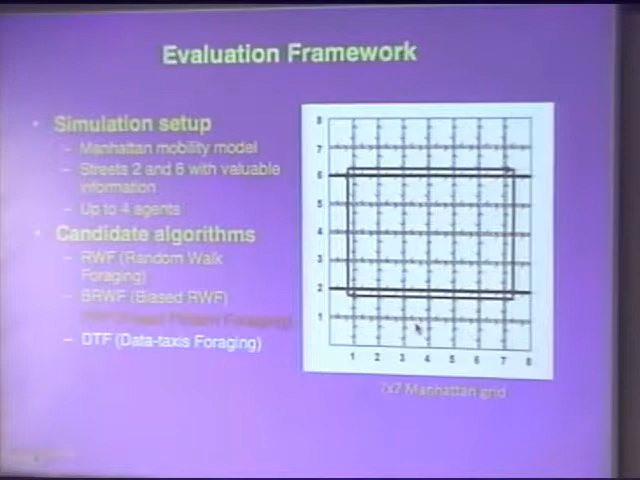 Evaluation Framework
• Simulation setup
– Manhattan mobility model
– Streets 2 and 6 with valuable
information
– Up to 4 agents
• Candidate algorithms
– RWF (Random Walk
Foraging)
– BRWF (Biased RWF)
Pattern Foraging)
– DTF (Data-taxis Foraging)
8
7
6
5
4
3
2
1
1 2 3 4 5 6 7 8
7x7 Manhattan grid